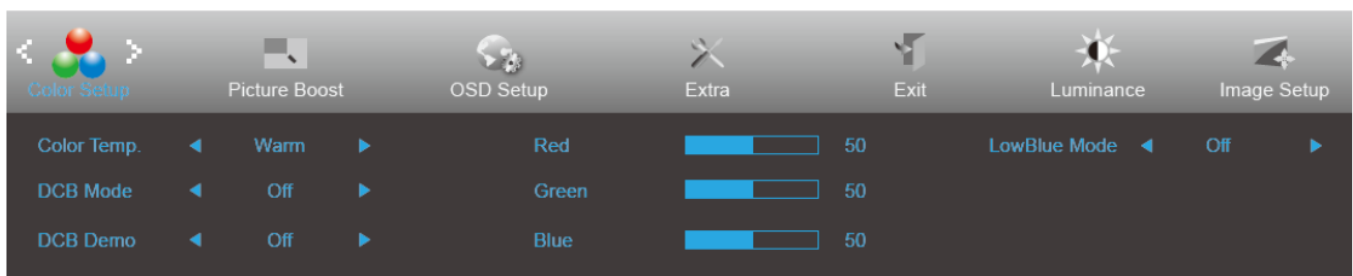 Color Setup Picture Boost OSD Setup Extra Exit Luminance Image Setup
Color Temp. Warm Red 50 LowBlue Mode Off
DCB Mode Off Green 50
DCB Demo Off Blue 50